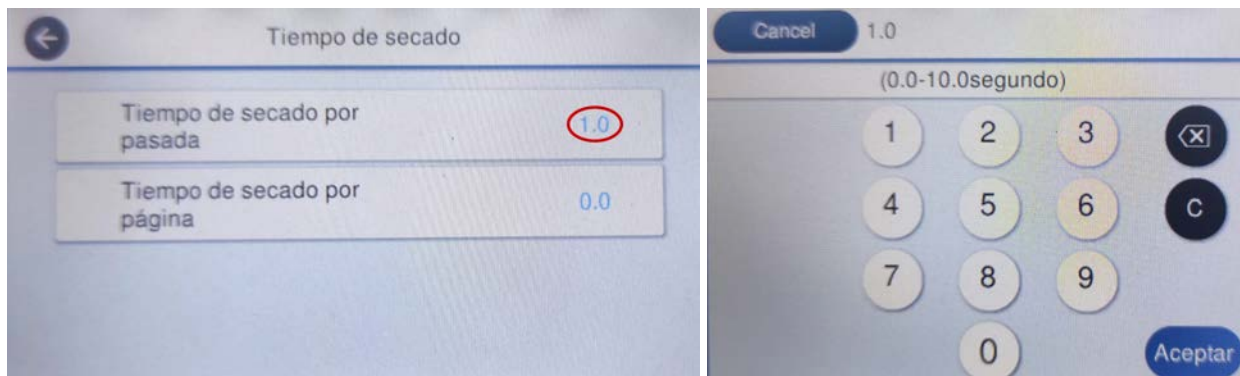 Tiempo de secado
Tiempo de secado por
pasada
1.0
Tiempo de secado por
página
0.0
Cancel 1.0
(0.0-10.0segundo)
1 2 3
4 5 6 C
7 8 9
0 Aceptar